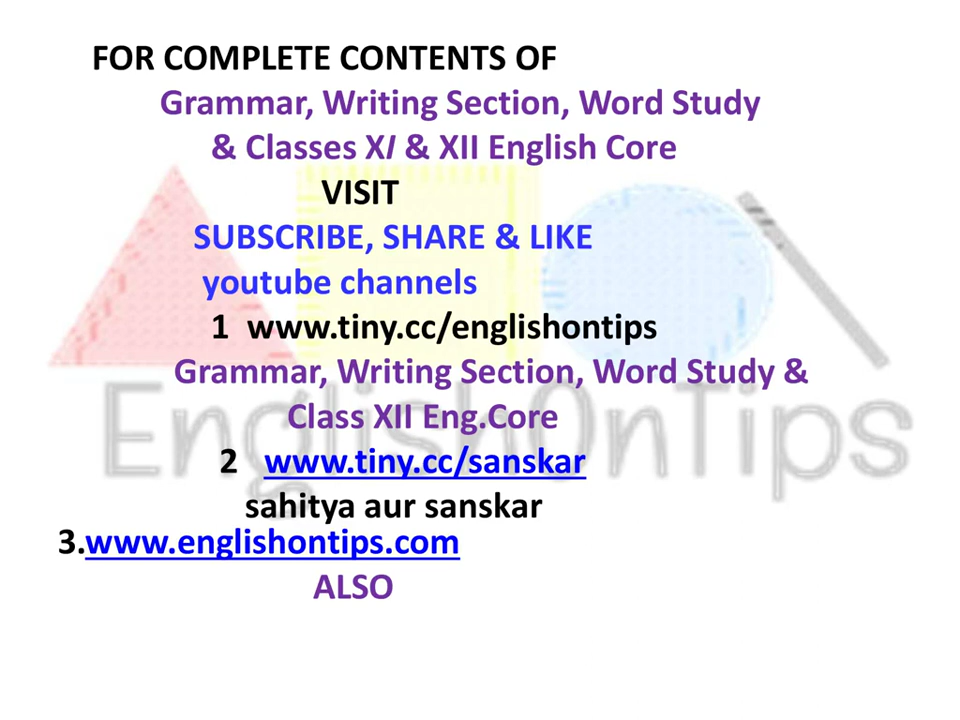 FOR COMPLETE CONTENTS OF
Grammar, Writing Section, Word Study
& Classes XI & XII English Core
VISIT
SUBSCRIBE, SHARE & LIKE
youtube channels
1 www.tiny.cc/englishontips
Grammar, Writing Section, Word Study &
Class XII Eng.Core
2 www.tiny.cc/sanskar
sahitya aur sanskar
3.www.englishontips.com
ALSO
EnglishOnTips